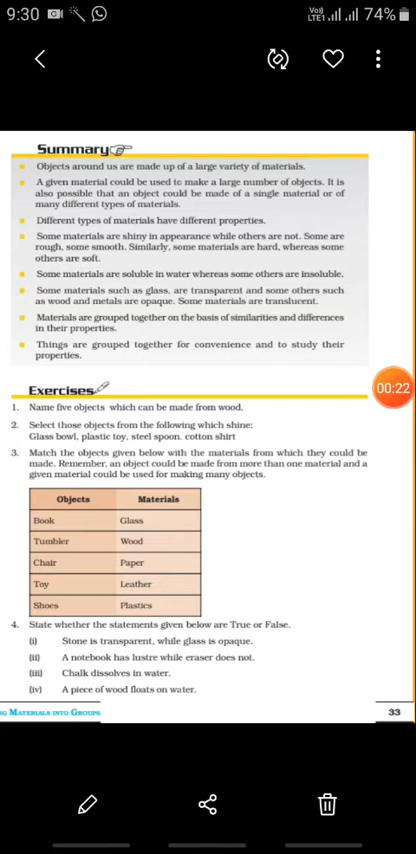 9:30
Vo)) LTE1 74%
Summary
Objects around us are made up of a large variety of materials.
A given material could be used to make a large number of objects. It is
also possible that an object could be made of a single material or of
many different types of materials.
Different types of materials have different properties.
Some materials are shiny in appearance while others are not. Some are
rough, some smooth. Similarly, some materials are hard, whereas some
others are soft.
Some materials are soluble in water whereas some others are insoluble.
Some materials such as glass, are transparent and some others such
as wood and metals are opaque. Some materials are translucent.
Materials are grouped together on the basis of similarities and differences
in their properties.
Things are grouped together for convenience and to study their
properties.
00:22
Exercises
1. Name five objects which can be made from wood.
2. Select those objects from the following which shine:
Glass bowl, plastic toy, steel spoon, cotton shirt
3. Match the objects given below with the materials from which they could be
made. Remember, an object could be made from more than one material and a
given material could be used for making many objects.
Objects Materials
Book Glass
Tumbler Wood
Chair Paper
Toy Leather
Shoes Plastics
4. State whether the statements given below are True or False.
(i) Stone is transparent, while glass is opaque.
(ii) A notebook has lustre while eraser does not.
(iii) Chalk dissolves in water.
(iv) A piece of wood floats on water.
NG MATERIALS INTO GROUPS 33